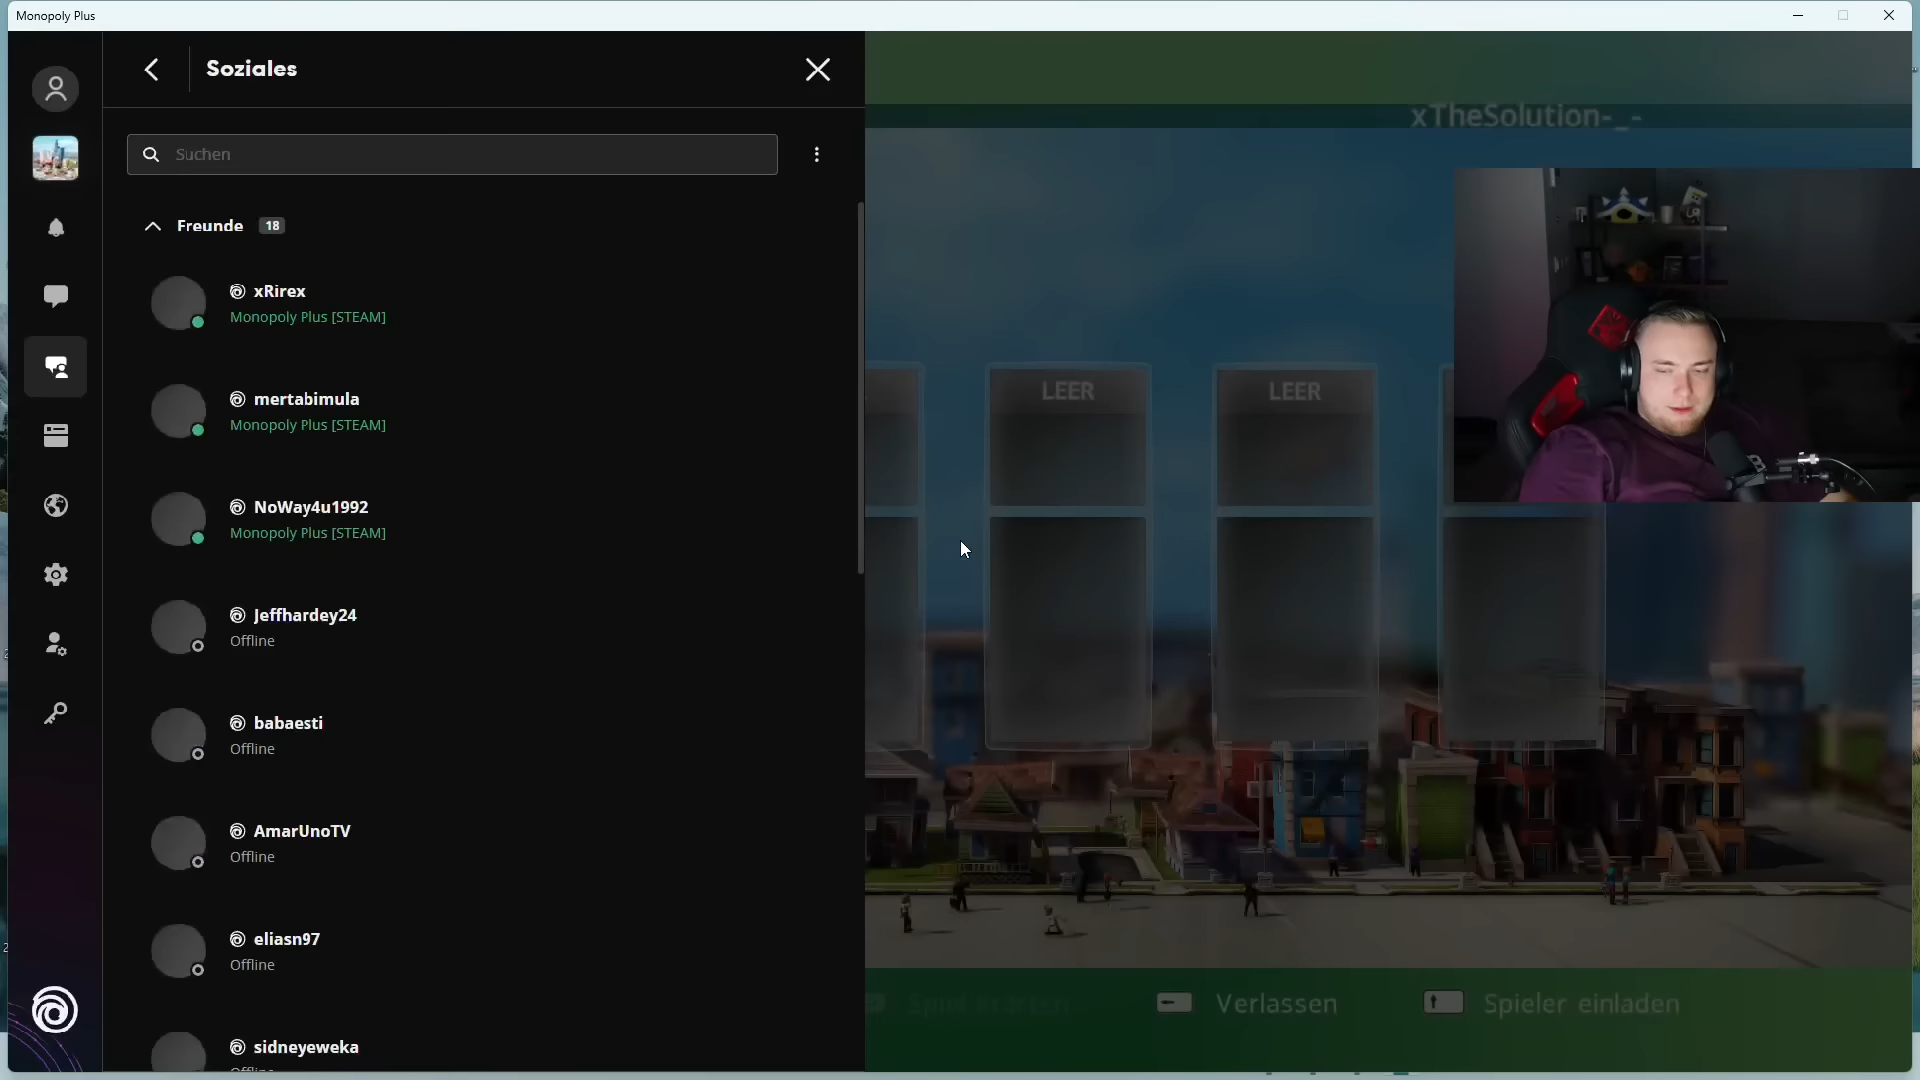 Monopoly Plus
Soziales
Suchen
Freunde 18
xRirex
Monopoly Plus [STEAM]
mertabimula
Monopoly Plus [STEAM]
NoWay4u1992
Monopoly Plus [STEAM]
Jeffhardey24
Offline
babaesti
Offline
AmarUnoTV
Offline
eliasn97
Offline
sidneyeweka
Offline
xTheSolution-_-
LEER
LEER
Verlassen
Spieler einladen